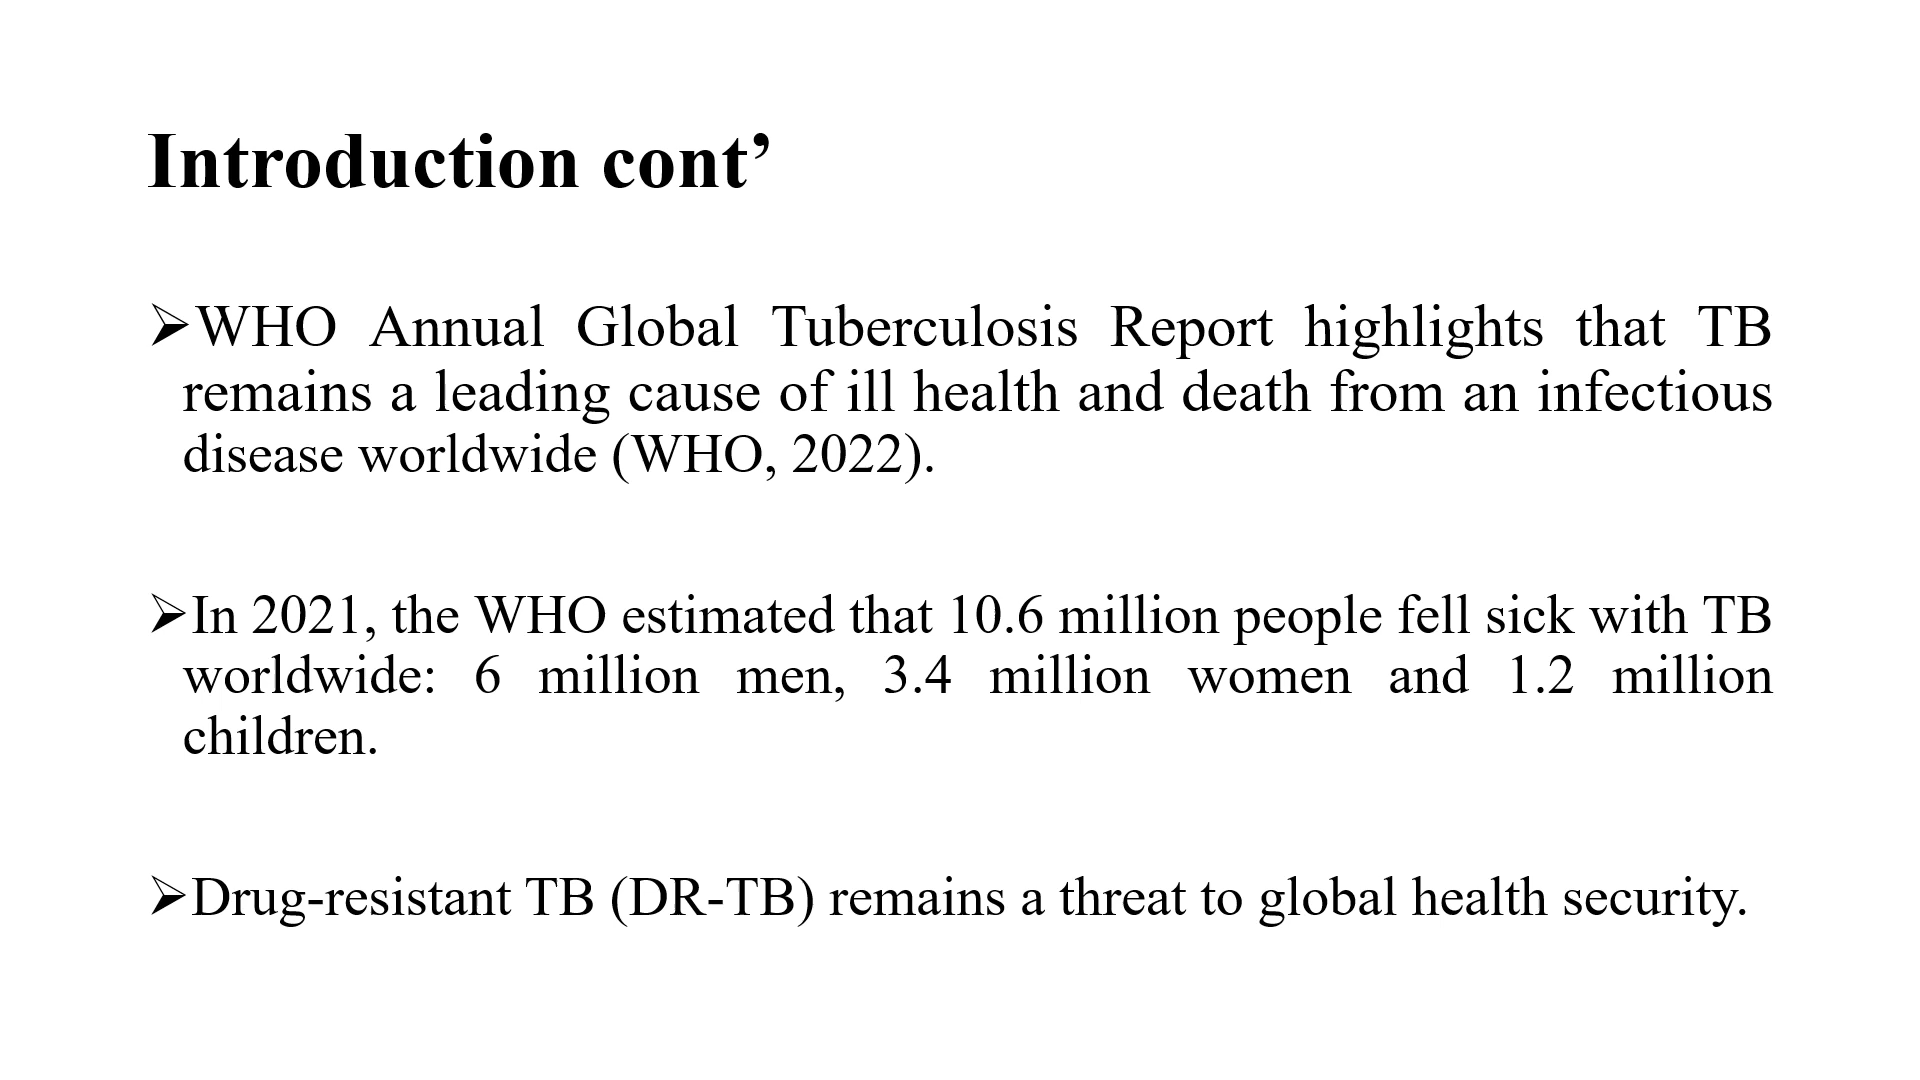 Introduction cont’
➢WHO Annual Global Tuberculosis Report highlights that TB
remains a leading cause of ill health and death from an infectious
disease worldwide (WHO, 2022).
➢In 2021, the WHO estimated that 10.6 million people fell sick with TB
worldwide: 6 million men, 3.4 million women and 1.2 million
children.
➢Drug-resistant TB (DR-TB) remains a threat to global health security.